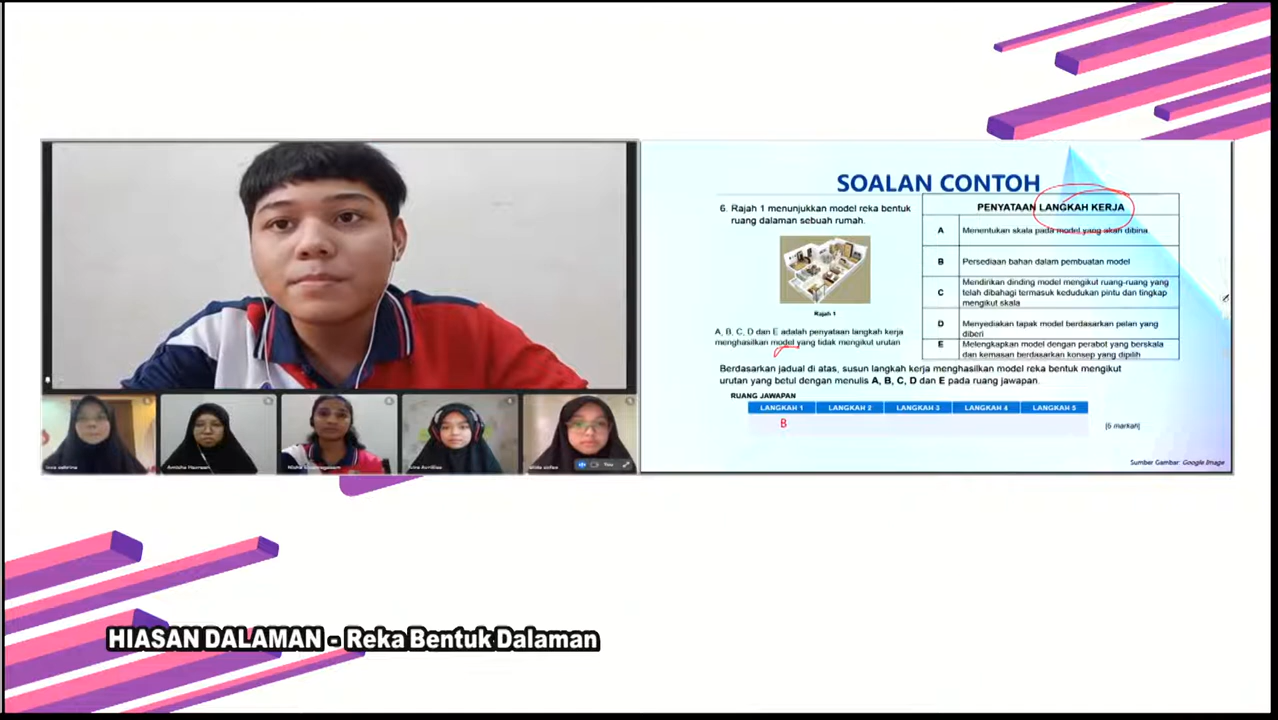 SOALAN CONTOH
6. Rajah 1 menunjukkan model reka bentuk
ruang dalaman sebuah rumah.
Rajah 1
A, B, C, D dan E adalah penyataan langkah kerja
menghasilkan model yang tidak mengikut urutan
PENYATAAN LANGKAH KERJA
A Menentukan skala pada model yang akan dibina
B Persediaan bahan dalam pembuatan model
C Mendirikan dinding model mengikut ruang-ruang yang
telah dibahagi termasuk kedudukan pintu dan tingkap
mengikut skala
D Menyediakan tapak model berdasarkan pelan yang
diberi
E Melengkapkan model dengan perabot yang berskala
dan kemasan berdasarkan konsep yang dipilih
Berdasarkan jadual di atas, susun langkah kerja menghasilkan model reka bentuk mengikut
urutan yang betul dengan menulis A, B, C, D dan E pada ruang jawapan.
RUANG JAWAPAN
LANGKAH 1 LANGKAH 2 LANGKAH 3 LANGKAH 4 LANGKAH 5
B
[5 markah]
Sumber Gambar: Google Image
HIASAN DALAMAN - Reka Bentuk Dalaman